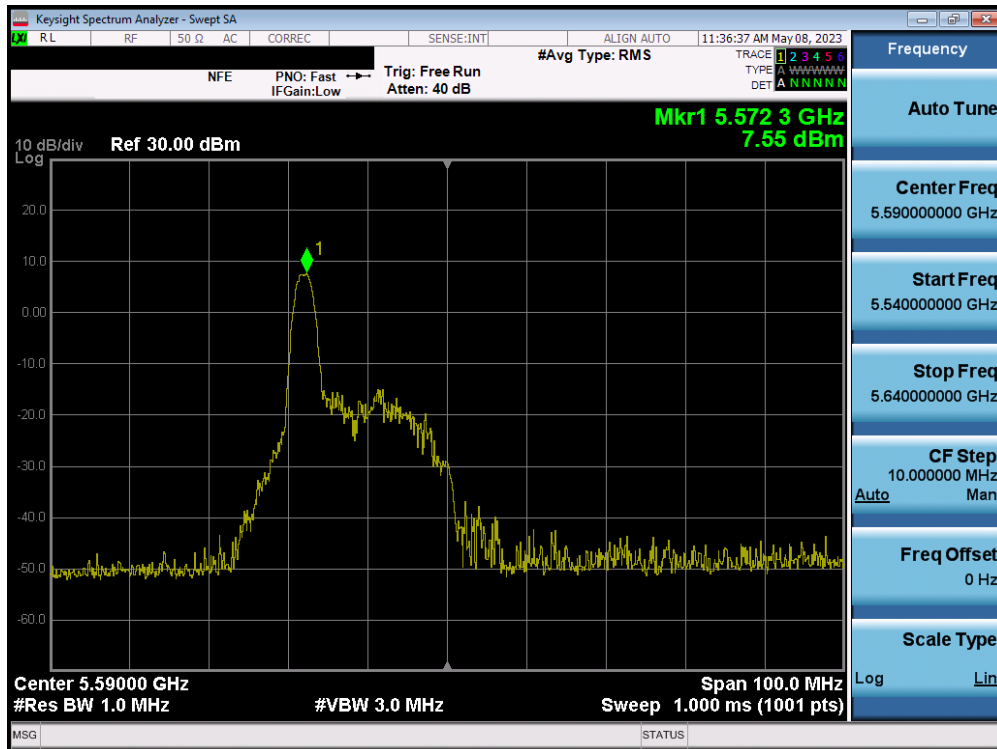 Keysight Spectrum Analyzer - Swept SA
LXI RL RF 50 Ω AC CORREC SENSE:INT ALIGN AUTO 11:36:37 AM May 08, 2023
NFE PNO: Fast Trig: Free Run #Avg Type: RMS TRACE 1 2 3 4 5 6
IFGain:Low Atten: 40 dB TYPE A WWWWW
DET A N N N N N
Mkr1 5.572 3 GHz
7.55 dBm
10 dB/div Ref 30.00 dBm
Log
1
20.0
10.0
0.00
-10.0
-20.0
-30.0
-40.0
-50.0
-60.0
Center 5.59000 GHz Span 100.0 MHz
#Res BW 1.0 MHz #VBW 3.0 MHz Sweep 1.000 ms (1001 pts)
MSG STATUS
Frequency
Auto Tune
Center Freq
5.590000000 GHz
Start Freq
5.540000000 GHz
Stop Freq
5.640000000 GHz
CF Step
10.000000 MHz
Auto Man
Freq Offset
0 Hz
Scale Type
Log Lin